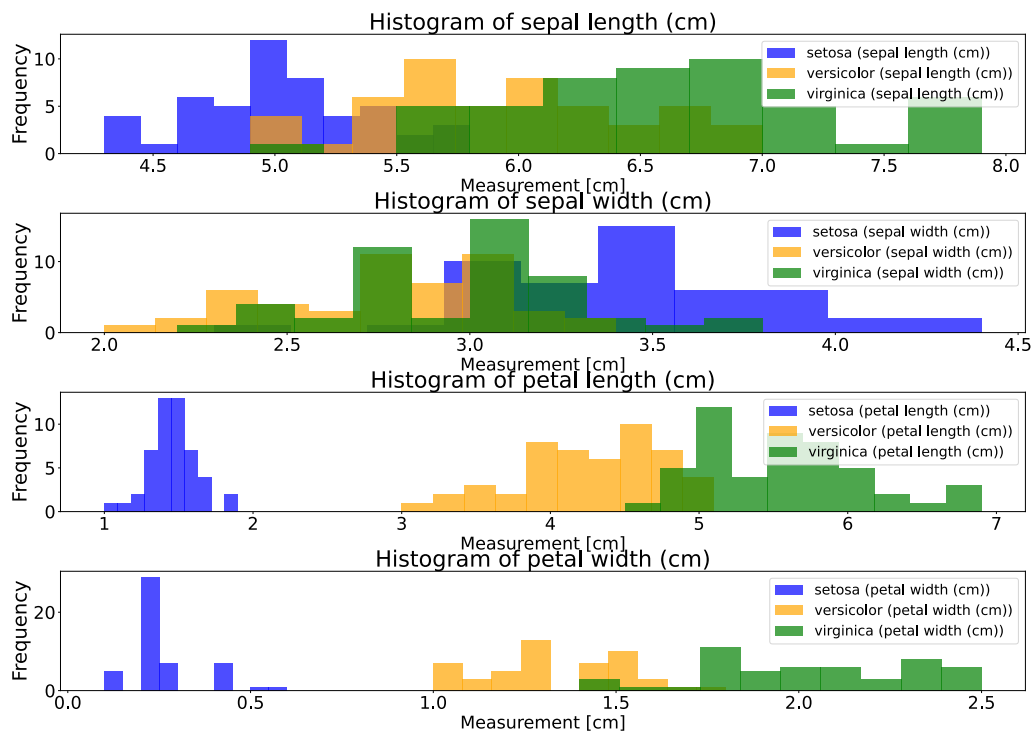 Histogram of sepal length (cm)
Frequency
10
5
0
setosa (sepal length (cm))
versicolor (sepal length (cm))
virginica (sepal length (cm))
4.5 5.0 5.5 6.0 6.5 7.0 7.5 8.0
Measurement [cm]
Histogram of sepal width (cm)
Frequency
10
0
setosa (sepal width (cm))
versicolor (sepal width (cm))
virginica (sepal width (cm))
2.0 2.5 3.0 3.5 4.0 4.5
Measurement [cm]
Histogram of petal length (cm)
Frequency
10
5
0
setosa (petal length (cm))
versicolor (petal length (cm))
virginica (petal length (cm))
1 2 3 4 5 6 7
Measurement [cm]
Histogram of petal width (cm)
Frequency
20
0
setosa (petal width (cm))
versicolor (petal width (cm))
virginica (petal width (cm))
0.0 0.5 1.0 1.5 2.0 2.5
Measurement [cm]